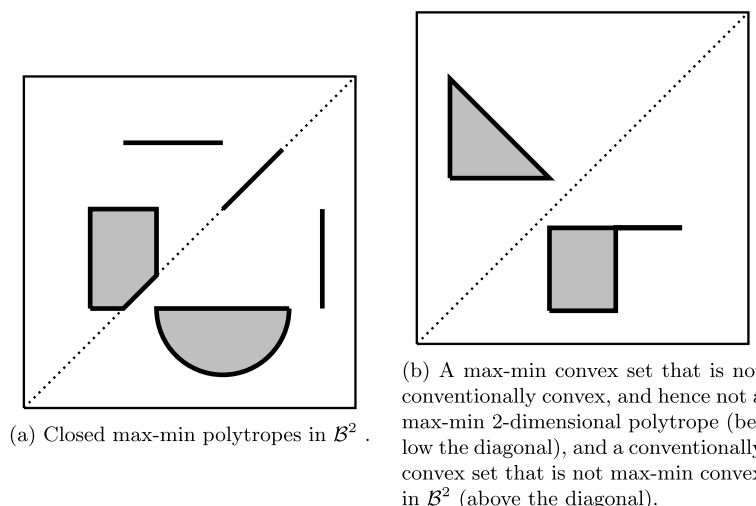 (a) Closed max-min polytropes in 𝓑² .
(b) A max-min convex set that is no
conventionally convex, and hence not a
max-min 2-dimensional polytrope (be
low the diagonal), and a conventionally
convex set that is not max-min convex
in 𝓑² (above the diagonal).